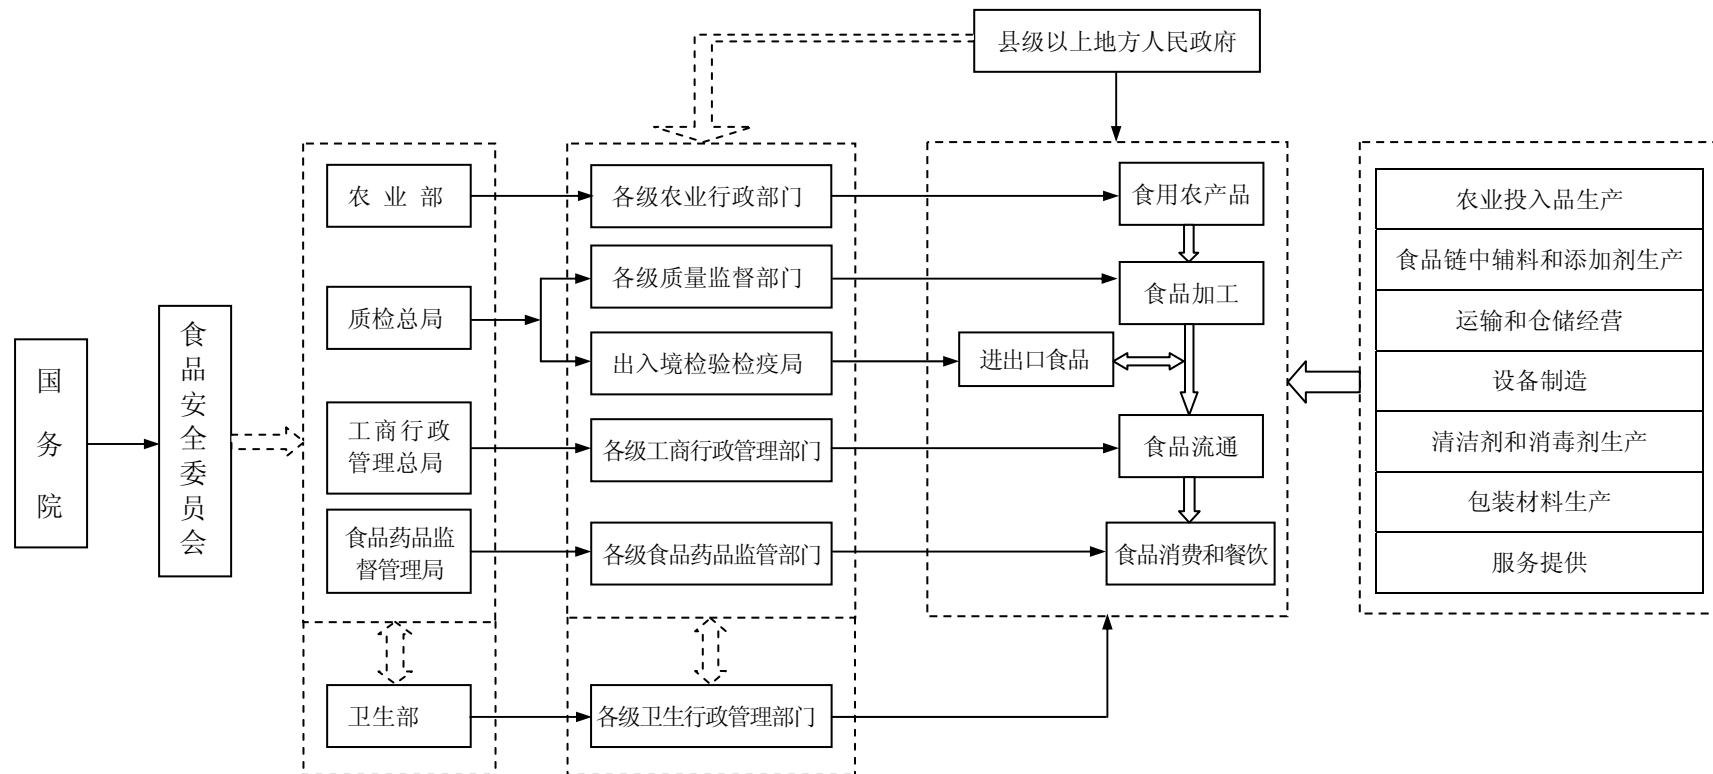 县级以上地方人民政府
国
务
院
食
品
安
全
委
员
会
农业部
质检总局
工商行政
管理总局
食品药品监
督管理局
卫生部
各级农业行政部门
各级质量监督部门
出入境检验检疫局
各级工商行政管理部门
各级食品药品监管部门
各级卫生行政管理部门
食用农产品
食品加工
进出口食品
食品流通
食品消费和餐饮
农业投入品生产
食品链中辅料和添加剂生产
运输和仓储经营
设备制造
清洁剂和消毒剂生产
包装材料生产
服务提供